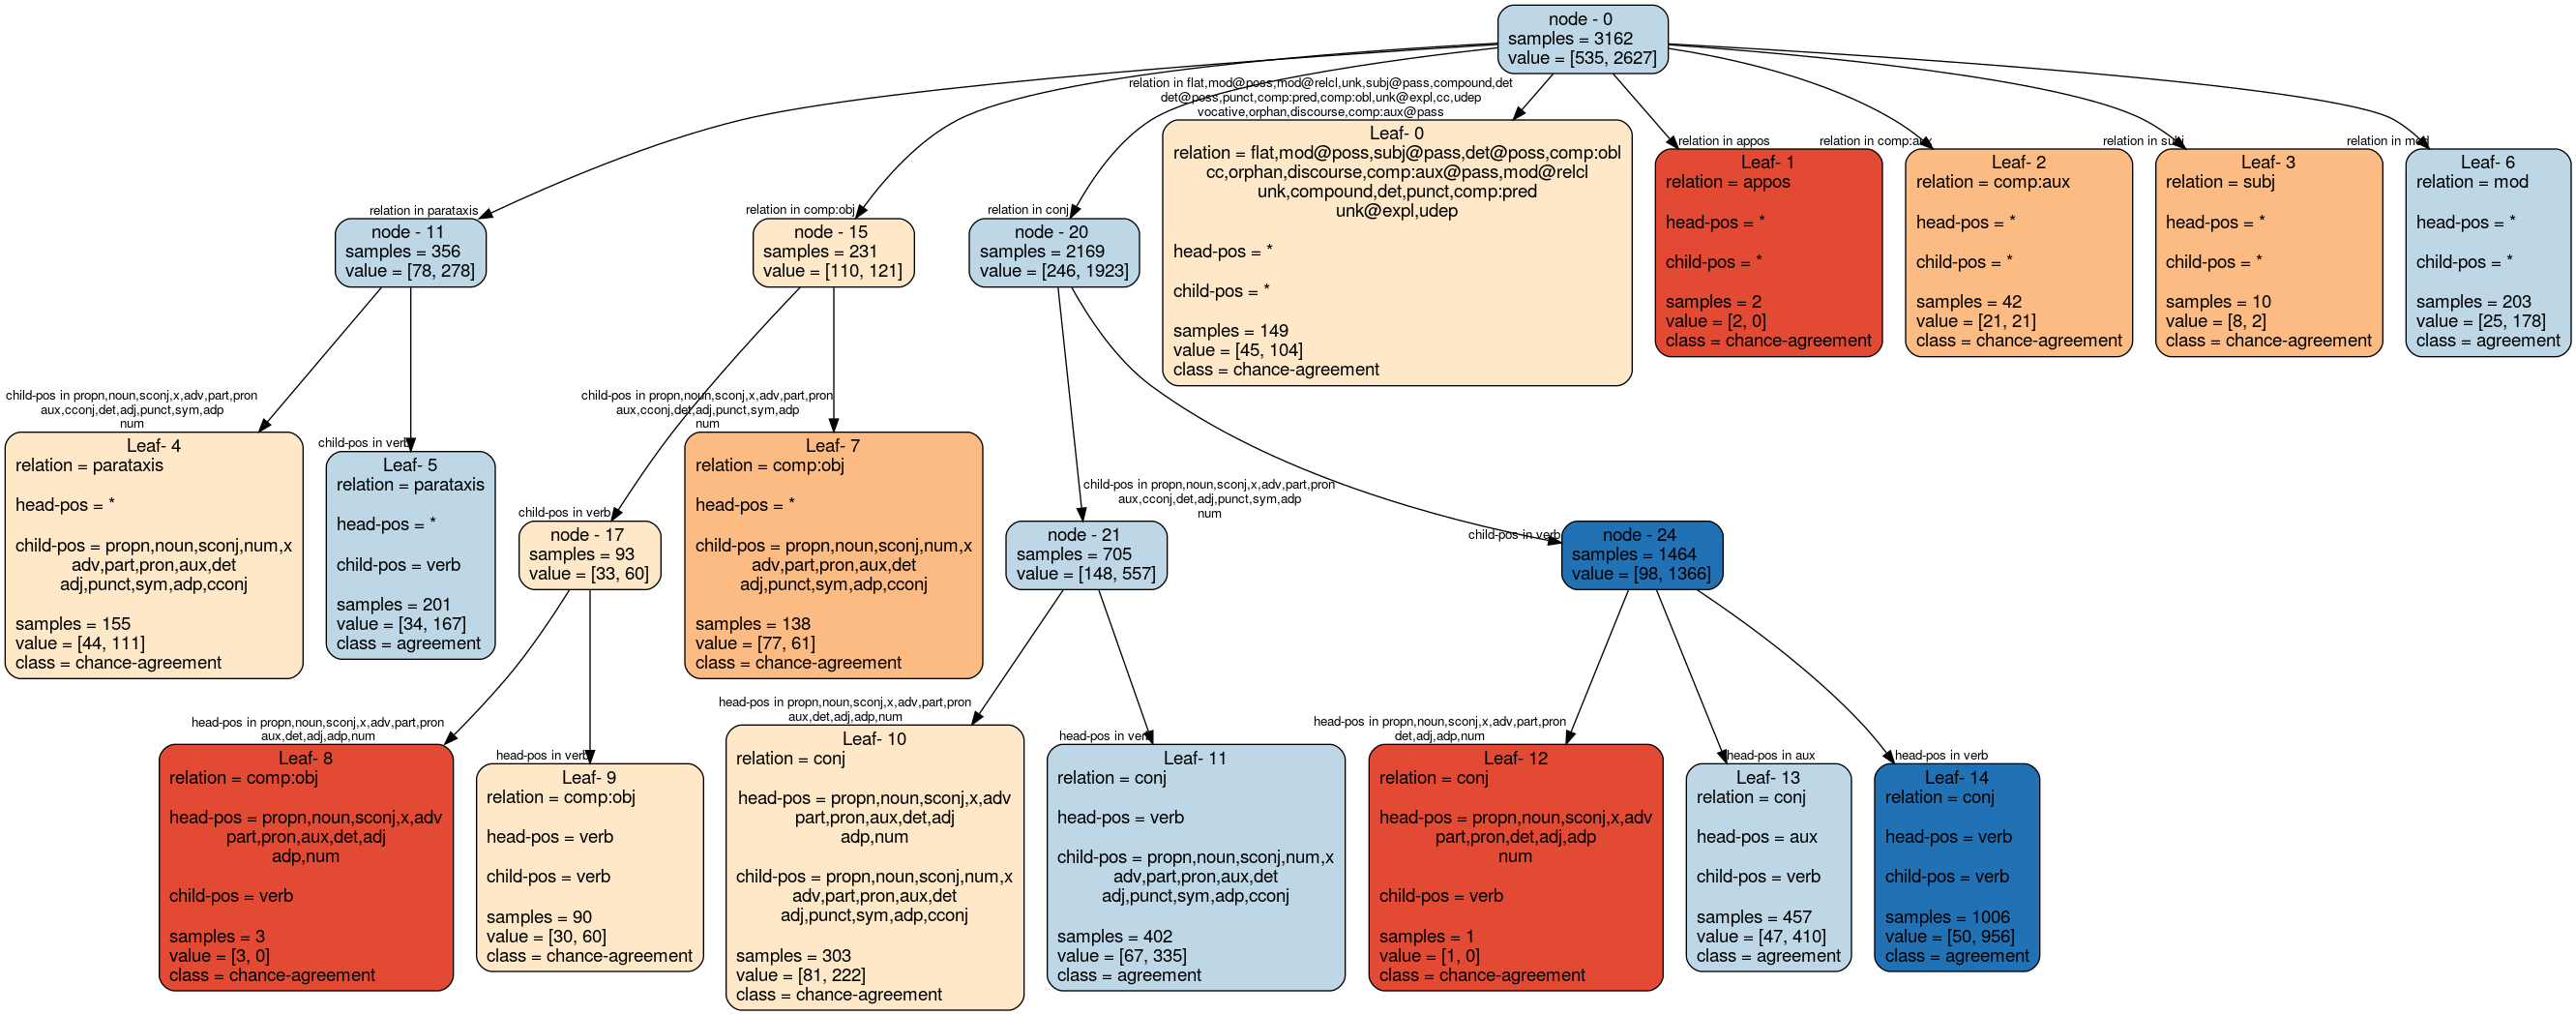 node - 0
samples = 3162
value = [535, 2627]
relation in flat,mod@poss,mod@relcl,unk,subj@pass,compound,det
det@poss,punct,comp:pred,comp:obl,unk@expl,cc,udep
vocative,orphan,discourse,comp:aux@pass
relation in appos
relation in comp:aux
relation in subj
relation in mod
relation in parataxis
relation in comp:obj
relation in conj
Leaf- 0
relation = flat,mod@poss,subj@pass,det@poss,comp:obl
cc,orphan,discourse,comp:aux@pass,mod@relcl
unk,compound,det,punct,comp:pred
unk@expl,udep
head-pos = *
child-pos = *
samples = 149
value = [45, 104]
class = chance-agreement
Leaf- 1
relation = appos
head-pos = *
child-pos = *
samples = 2
value = [2, 0]
class = chance-agreement
Leaf- 2
relation = comp:aux
head-pos = *
child-pos = *
samples = 42
value = [21, 21]
class = chance-agreement
Leaf- 3
relation = subj
head-pos = *
child-pos = *
samples = 10
value = [8, 2]
class = chance-agreement
Leaf- 6
relation = mod
head-pos = *
child-pos = *
samples = 203
value = [25, 178]
class = agreement
node - 11
samples = 356
value = [78, 278]
node - 15
samples = 231
value = [110, 121]
node - 20
samples = 2169
value = [246, 1923]
child-pos in propn,noun,sconj,x,adv,part,pron
aux,cconj,det,adj,punct,sym,adp
num
child-pos in verb
child-pos in propn,noun,sconj,x,adv,part,pron
aux,cconj,det,adj,punct,sym,adp
num
Leaf- 4
relation = parataxis
head-pos = *
child-pos = propn,noun,sconj,num,x
adv,part,pron,aux,det
adj,punct,sym,adp,cconj
samples = 155
value = [44, 111]
class = chance-agreement
Leaf- 5
relation = parataxis
head-pos = *
child-pos = verb
samples = 201
value = [34, 167]
class = agreement
child-pos in verb
node - 17
samples = 93
value = [33, 60]
Leaf- 7
relation = comp:obj
head-pos = *
child-pos = propn,noun,sconj,num,x
adv,part,pron,aux,det
adj,punct,sym,adp,cconj
samples = 138
value = [77, 61]
class = chance-agreement
child-pos in propn,noun,sconj,x,adv,part,pron
aux,cconj,det,adj,punct,sym,adp
num
node - 21
samples = 705
value = [148, 557]
child-pos in verb
node - 24
samples = 1464
value = [98, 1366]
head-pos in propn,noun,sconj,x,adv,part,pron
aux,det,adj,adp,num
Leaf- 8
relation = comp:obj
head-pos = propn,noun,sconj,x,adv
part,pron,aux,det,adj
adp,num
child-pos = verb
samples = 3
value = [3, 0]
class = chance-agreement
head-pos in verb
Leaf- 9
relation = comp:obj
head-pos = verb
child-pos = verb
samples = 90
value = [30, 60]
class = chance-agreement
head-pos in propn,noun,sconj,x,adv,part,pron
aux,det,adj,adp,num
Leaf- 10
relation = conj
head-pos = propn,noun,sconj,x,adv
part,pron,aux,det,adj
adp,num
child-pos = propn,noun,sconj,num,x
adv,part,pron,aux,det
adj,punct,sym,adp,cconj
samples = 303
value = [81, 222]
class = chance-agreement
head-pos in verb
Leaf- 11
relation = conj
head-pos = verb
child-pos = propn,noun,sconj,num,x
adv,part,pron,aux,det
adj,punct,sym,adp,cconj
samples = 402
value = [67, 335]
class = agreement
head-pos in propn,noun,sconj,x,adv,part,pron
det,adj,adp,num
Leaf- 12
relation = conj
head-pos = propn,noun,sconj,x,adv
part,pron,det,adj,adp
num
child-pos = verb
samples = 1
value = [1, 0]
class = chance-agreement
head-pos in aux
Leaf- 13
relation = conj
head-pos = aux
child-pos = verb
samples = 457
value = [47, 410]
class = agreement
head-pos in verb
Leaf- 14
relation = conj
head-pos = verb
child-pos = verb
samples = 1006
value = [50, 956]
class = agreement